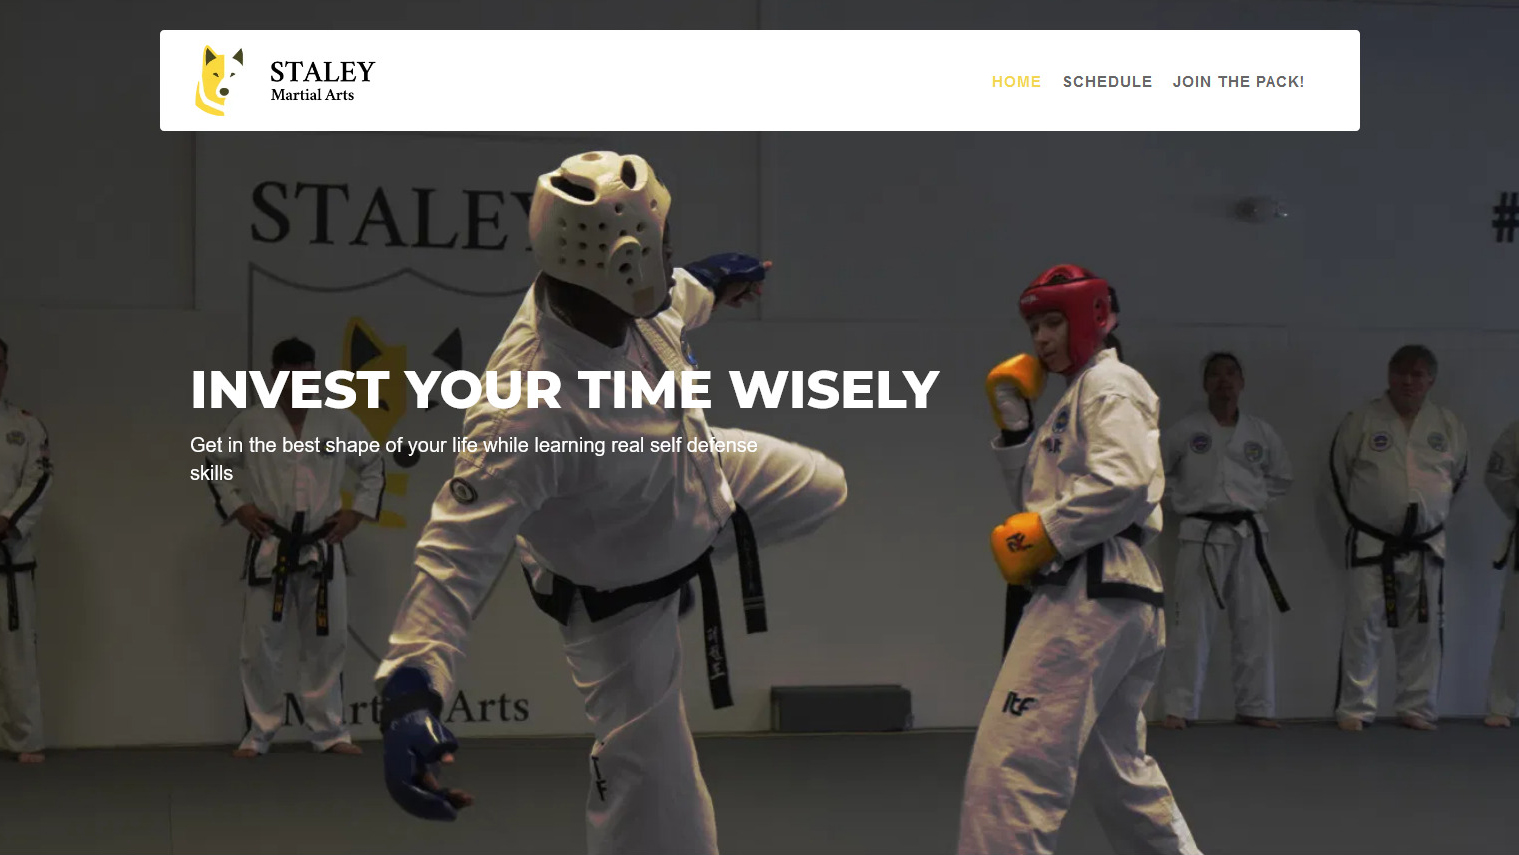 STALEY
Martial Arts
HOME SCHEDULE JOIN THE PACK!
STALEY
#
INVEST YOUR TIME WISELY
Get in the best shape of your life while learning real self defense
skills
ITF
Arts